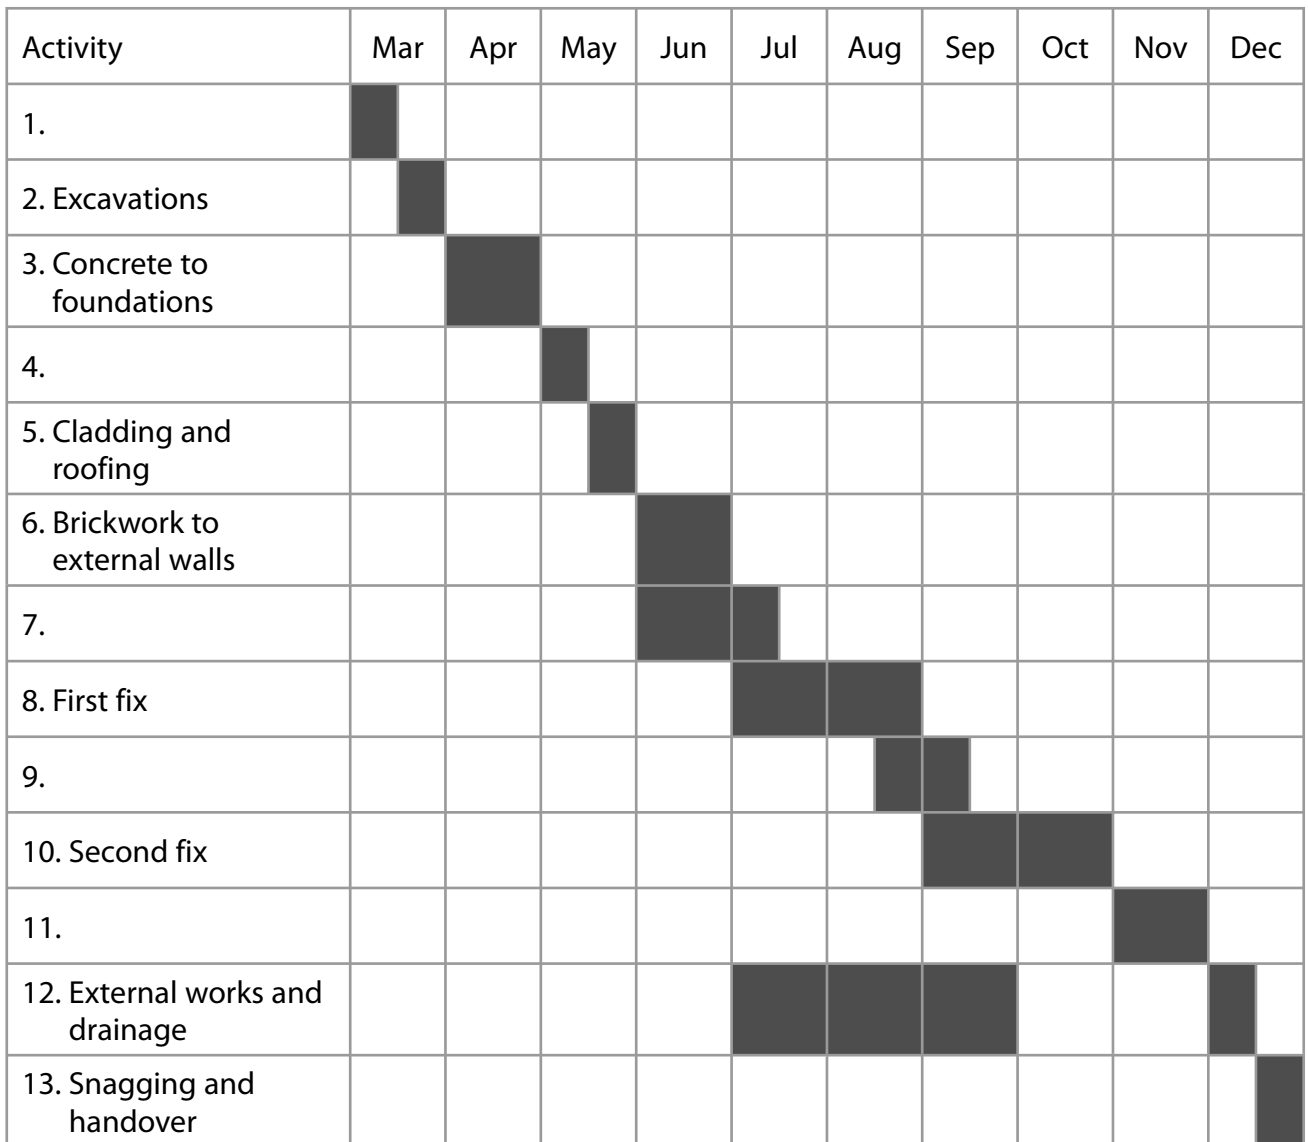 Activity Mar Apr May Jun Jul Aug Sep Oct Nov Dec
1.
2. Excavations
3. Concrete to
foundations
4.
5. Cladding and
roofing
6. Brickwork to
external walls
7.
8. First fix
9.
10. Second fix
11.
12. External works and
drainage
13. Snagging and
handover